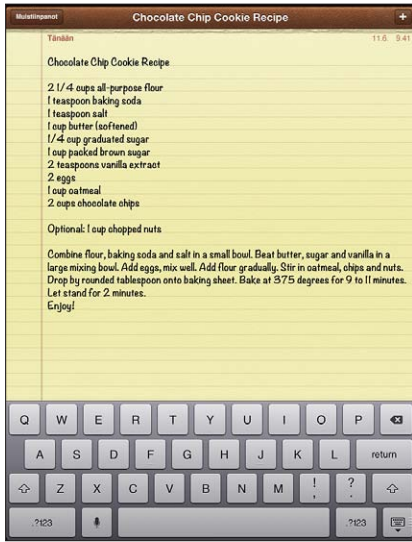 Muistiinpanot Chocolate Chip Cookie Recipe +
Tänään 11.6. 9.41
Chocolate Chip Cookie Recipe
2 1/4 cups all-purpose flour
1 teaspoon baking soda
1 teaspoon salt
1 cup butter (softened)
1/4 cup graduated sugar
1 cup packed brown sugar
2 teaspoons vanilla extract
2 eggs
1 cup oatmeal
2 cups chocolate chips
Optional: 1 cup chopped nuts
Combine flour, baking soda and salt in a small bowl. Beat butter, sugar and vanilla in a
large mixing bowl. Add eggs, mix well. Add flour gradually. Stir in oatmeal, chips and nuts.
Drop by rounded tablespoon onto baking sheet. Bake at 375 degrees for 9 to 11 minutes.
Let stand for 2 minutes.
Enjoy!
Q W E R T Y U I O P
A S D F G H J K L return
Z X C V B N M ! , ? .
.?123 .?123